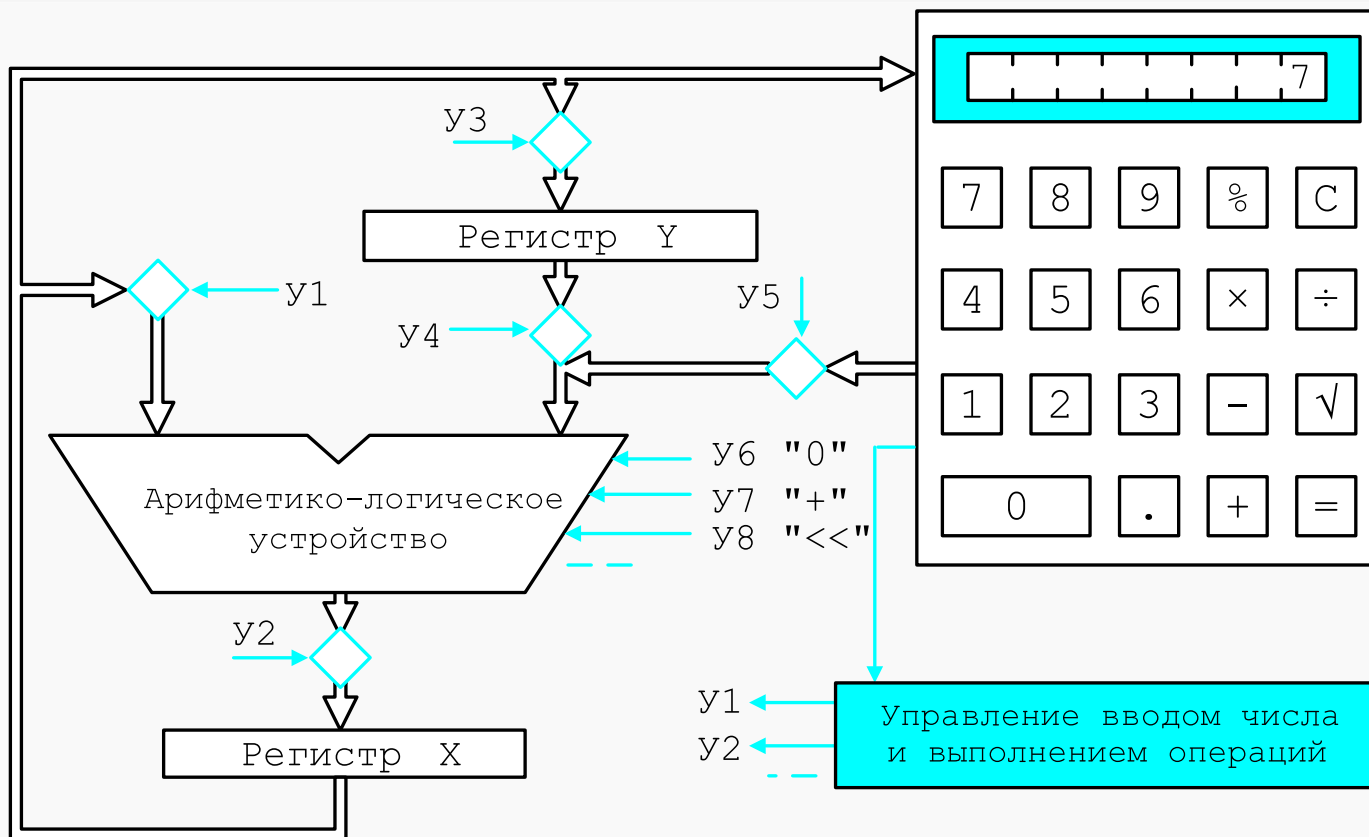 7
У3
7 8 9 % C
Регистр Y
У1
У5
4 5 6 × ÷
У4
1 2 3 - √
У6 "0"
Арифметико-логическое
устройство
У7 "+"
У8 "<<"
0 . + =
У2
У1
Управление вводом числа
и выполнением операций
У2
Регистр X